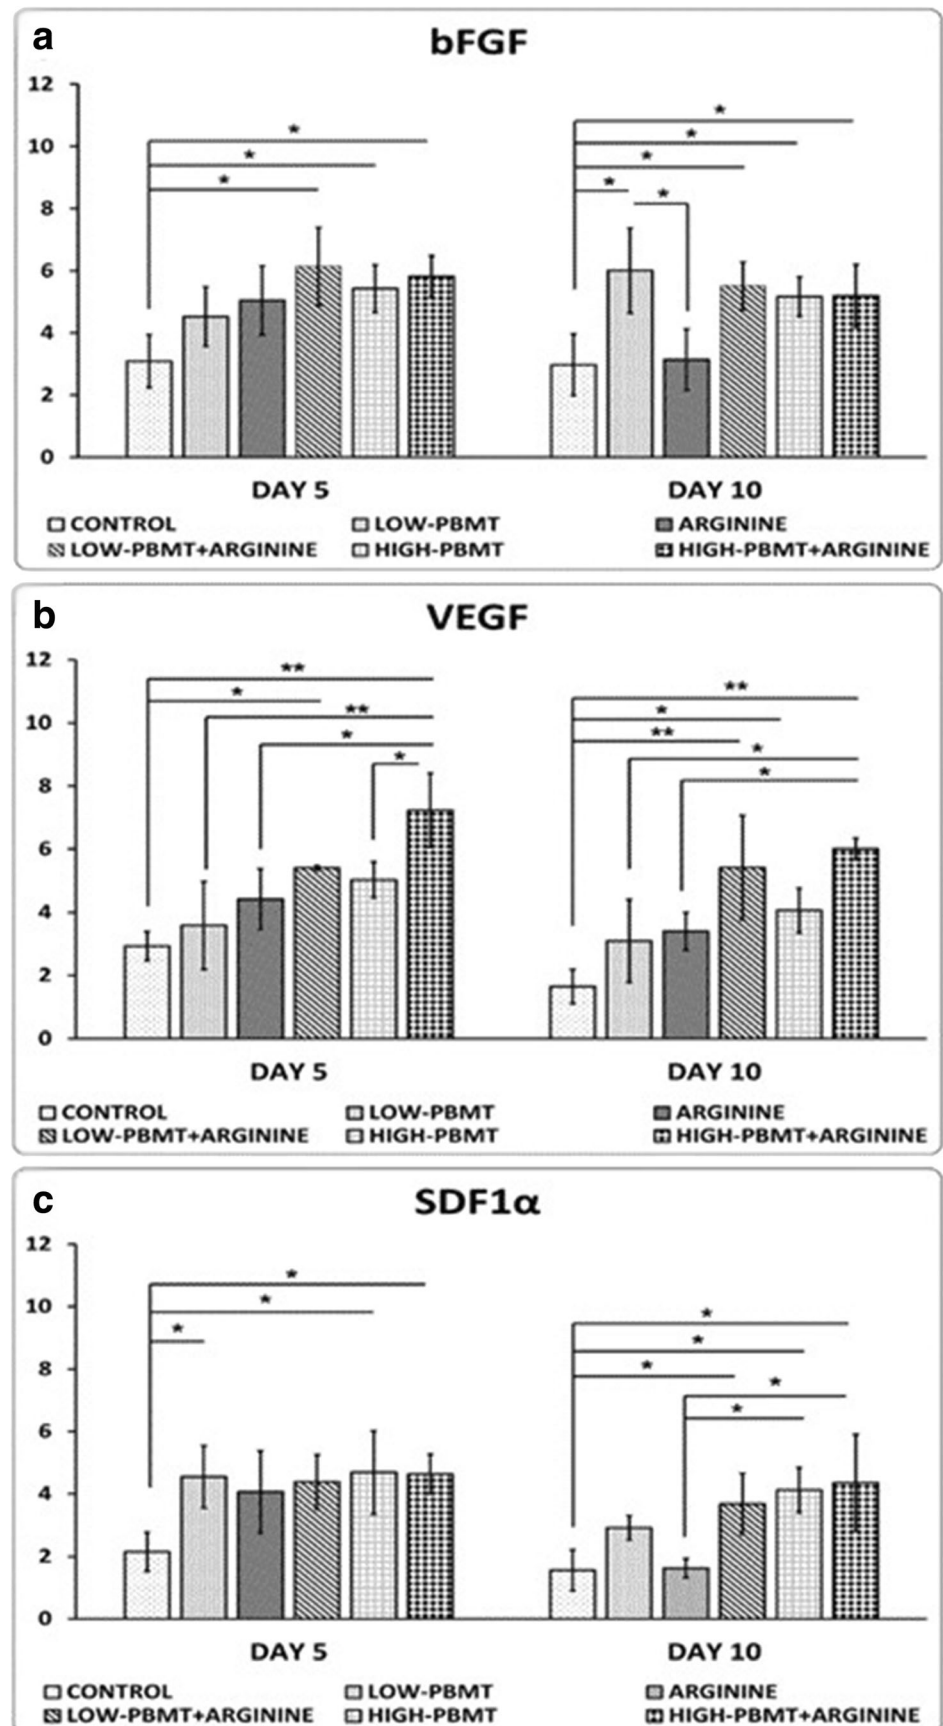 a
bFGF
12
10
8
6
4
2
0
* * * * * * * *
DAY 5 DAY 10
CONTROL LOW-PBMT ARGININE
LOW-PBMT+ARGININE HIGH-PBMT HIGH-PBMT+ARGININE
b
VEGF
12
10
8
6
4
2
0
** * ** * * ** * ** * *
DAY 5 DAY 10
CONTROL LOW-PBMT ARGININE
LOW-PBMT+ARGININE HIGH-PBMT HIGH-PBMT+ARGININE
c
SDF1α
12
10
8
6
4
2
0
* * * * * * * *
DAY 5 DAY 10
CONTROL LOW-PBMT ARGININE
LOW-PBMT+ARGININE HIGH-PBMT HIGH-PBMT+ARGININE